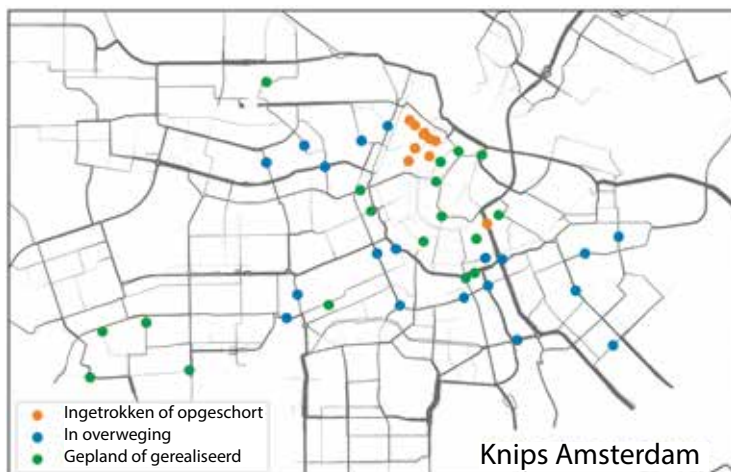 Ingetrokken of opgeschort
In overweging
Gepland of gerealiseerd
Knips Amsterdam